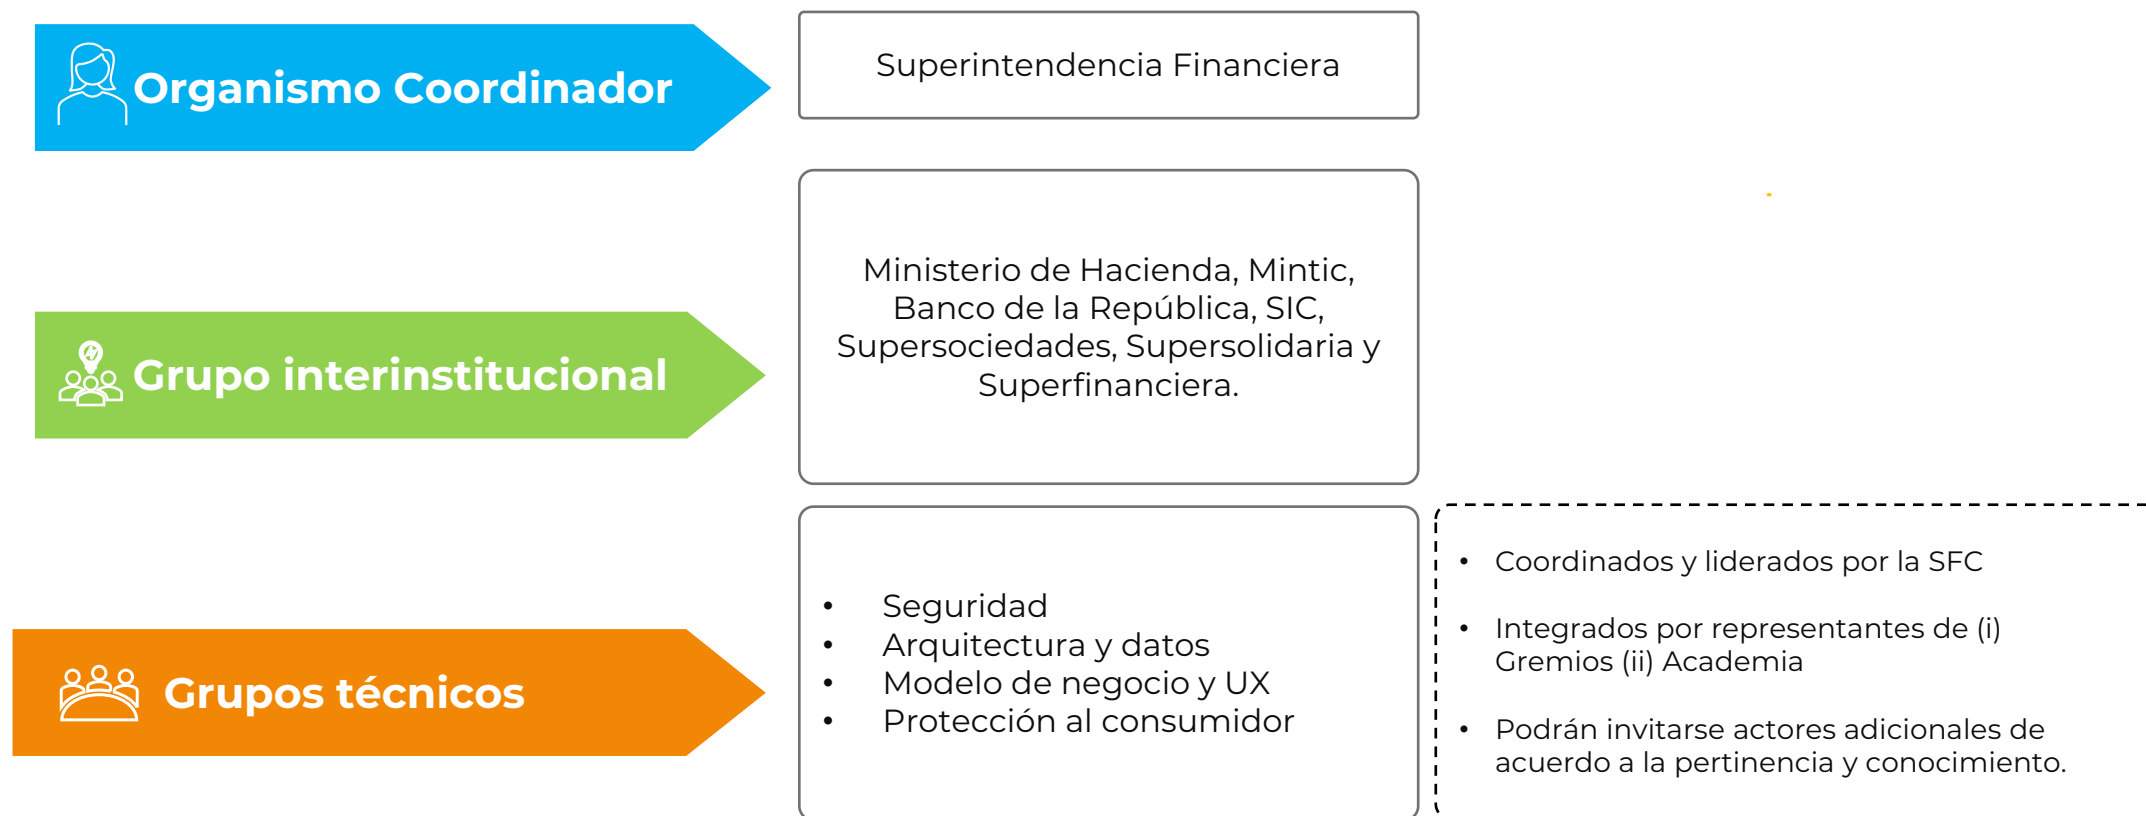 Organismo Coordinador
Superintendencia Financiera
Grupo interinstitucional
Ministerio de Hacienda, Mintic,
Banco de la República, SIC,
Supersociedades, Supersolidaria y
Superfinanciera.
Grupos técnicos
• Seguridad
• Arquitectura y datos
• Modelo de negocio y UX
• Protección al consumidor
• Coordinados y liderados por la SFC
• Integrados por representantes de (i)
Gremios (ii) Academia
• Podrán invitarse actores adicionales de
acuerdo a la pertinencia y conocimiento.